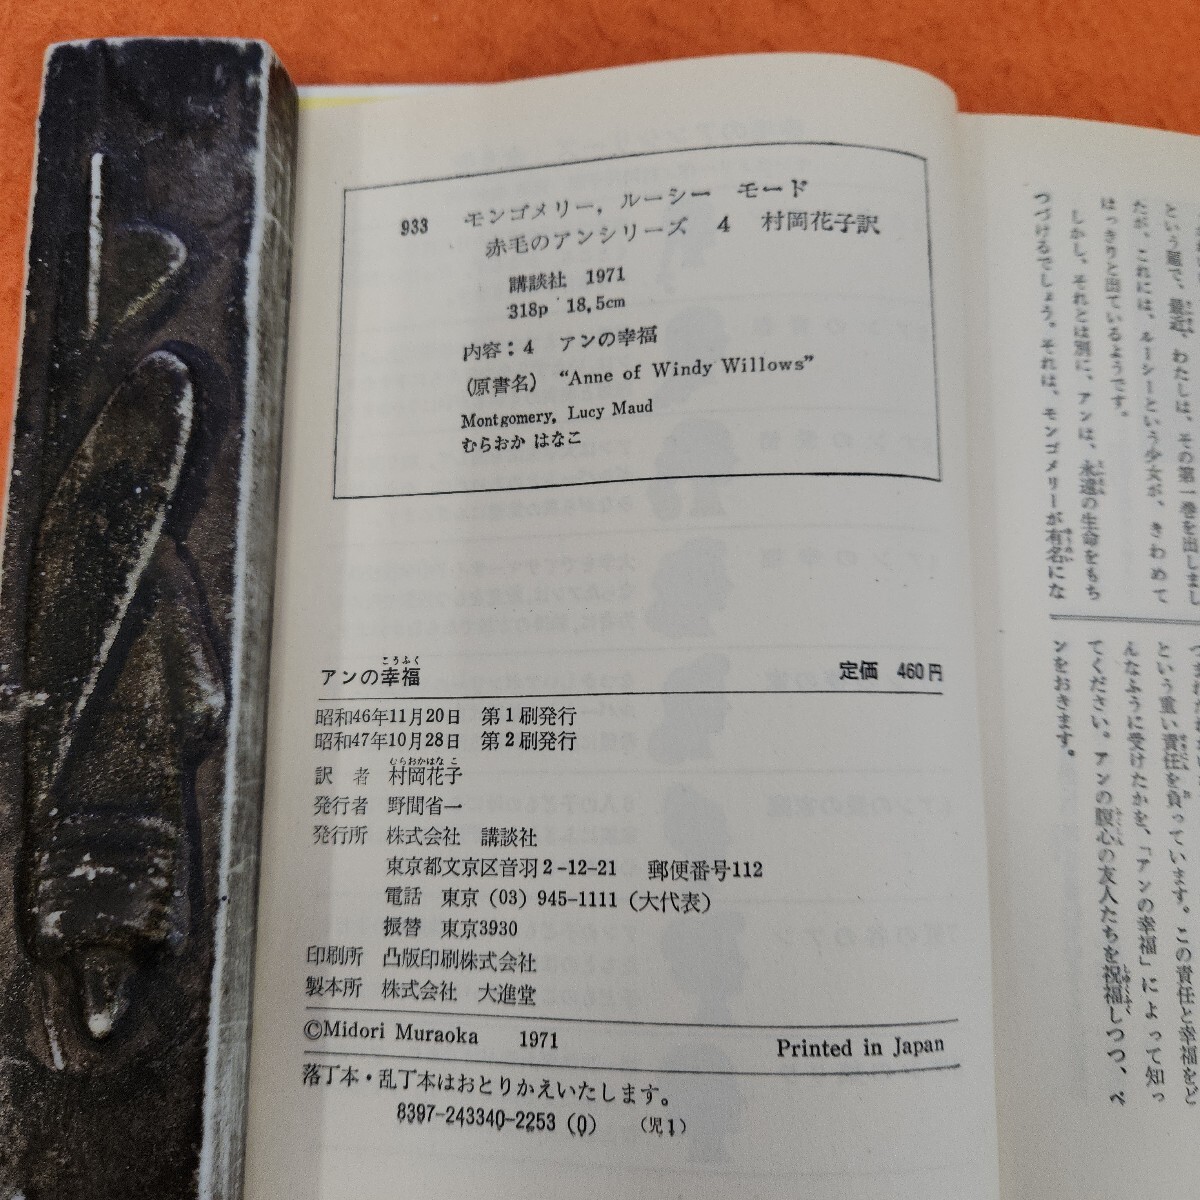 933 モンゴメリー, ルーシー モード
赤毛のアンシリーズ 4 村岡花子訳
講談社 1971
318p 18.5cm
内容：4 アンの幸福
(原書名) “Anne of Windy Willows”
Montgomery, Lucy Maud
むらおか はなこ
アンの幸福
こうふく
定価 460円
昭和46年11月20日 第1刷発行
昭和47年10月28日 第2刷発行
むらおかはなこ
訳者 村岡花子
発行者 野間省一
発行所 株式会社 講談社
東京都文京区音羽2-12-21 郵便番号112
電話 東京 (03) 945-1111 (大代表)
振替 東京3930
印刷所 凸版印刷株式会社
製本所 株式会社 大進堂
©Midori Muraoka 1971
Printed in Japan
落丁本・乱丁本はおとりかえいたします。
8397-243340-2253 (0) (児1)
という題で、最近、わたしは、その第一巻を出しまし
たが、これには、ルーシーという少女が、きわめて
はっきりと出ているようです。
しかし、それとは別に、アンは、永遠の生命をもち
つづけるでしょう。それは、モンゴメリーが有名にな
という重い責任を負っています。この責任と幸福をど
んなふうに受けたかを、「アンの幸福」によって知っ
てください。アンの腹心の友人たちを祝福しつつ、ペ
ンをおきます。